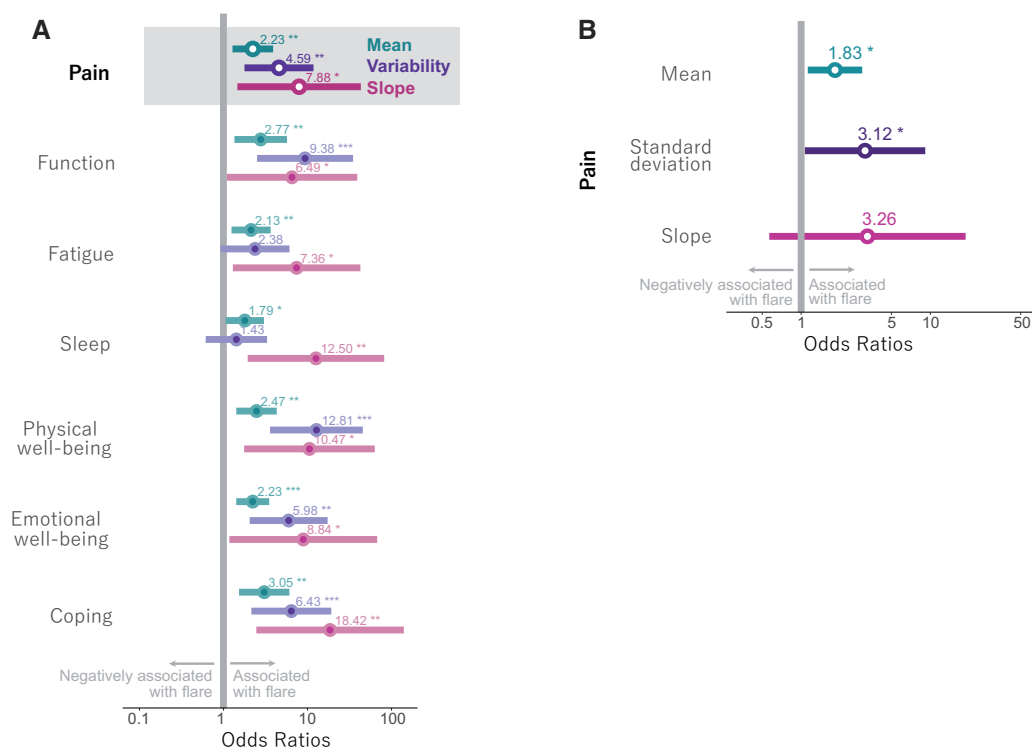 A
Pain
2.23 **
4.59 **
7.88 *
Mean
Variability
Slope
Function
2.77 **
9.38 ***
6.49 *
Fatigue
2.13 **
2.38
7.36 *
Sleep
1.79 *
1.43
12.50 **
Physical
well-being
2.47 **
12.81 ***
10.47 *
Emotional
well-being
2.23 ***
5.98 **
8.84 *
Coping
3.05 **
6.43 ***
18.42 **
Negatively associated
with flare
Associated
with flare
0.1 1 10 100
Odds Ratios
B
Pain
Mean
1.83 *
Standard
deviation
3.12 *
Slope
3.26
Negatively associated
with flare
Associated
with flare
0.5 1 5 10 50
Odds Ratios